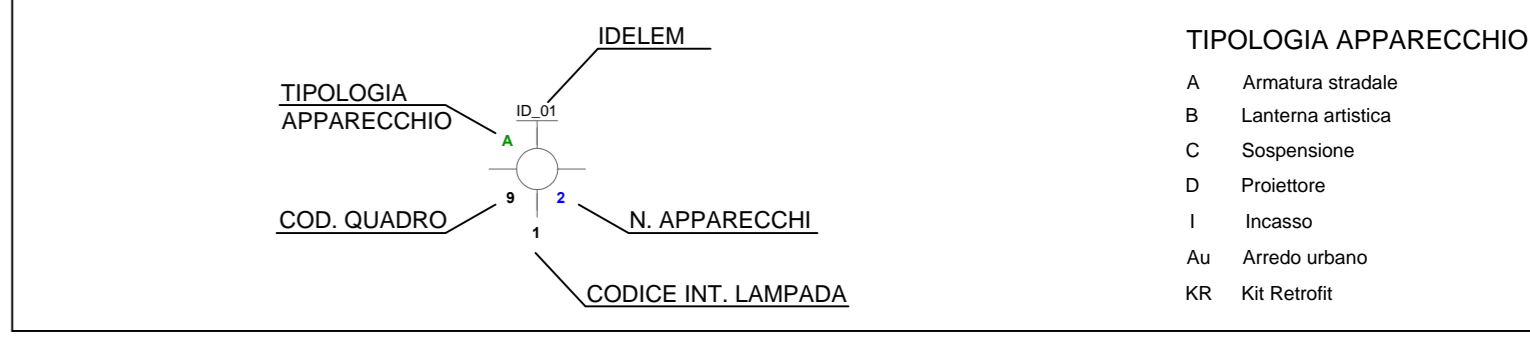 IDELEM
TIPOLOGIA
APPARECCHIO
ID_01
A
9
2
COD. QUADRO
N. APPARECCHI
1
CODICE INT. LAMPADA
TIPOLOGIA APPARECCHIO
A Armatura stradale
B Lanterna artistica
C Sospensione
D Proiettore
I Incasso
Au Arredo urbano
KR Kit Retrofit